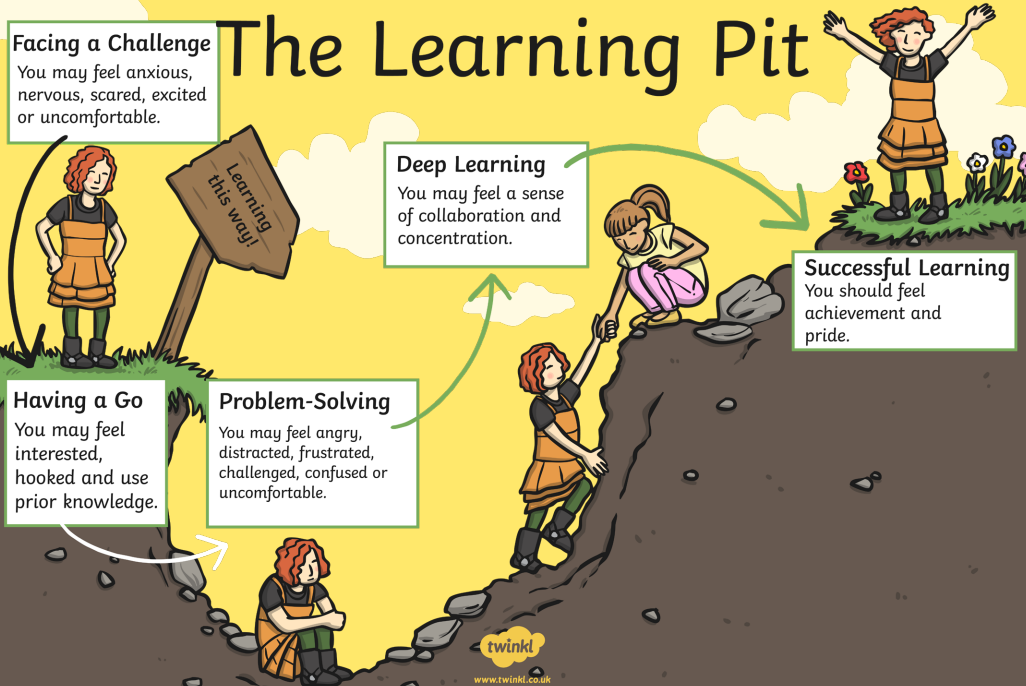 The Learning Pit
Facing a Challenge
You may feel anxious,
nervous, scared, excited
or uncomfortable.
Learning
this way!
Having a Go
You may feel
interested,
hooked and use
prior knowledge.
Problem-Solving
You may feel angry,
distracted, frustrated,
challenged, confused or
uncomfortable.
Deep Learning
You may feel a sense
of collaboration and
concentration.
Successful Learning
You should feel
achievement and
pride.
twinkl
www.twinkl.co.uk